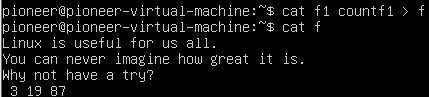 pioneer@pioneer-virtual-machine:~$ cat f1 countf1 > f
pioneer@pioneer-virtual-machine:~$ cat f
Linux is useful for us all.
You can never imagine how great it is.
Why not have a try?
 3 19 87